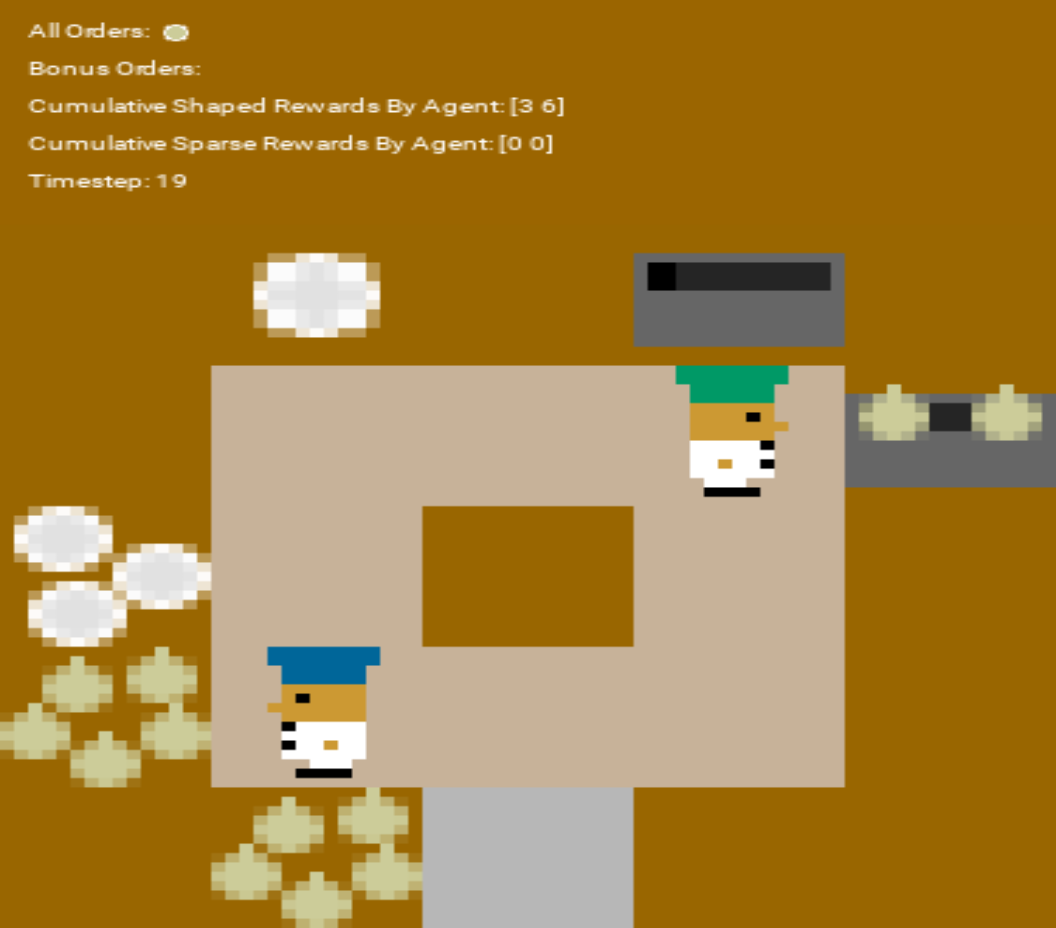 All Orders:
Bonus Orders:
Cumulative Shaped Rewards By Agent: [3 6]
Cumulative Sparse Rewards By Agent: [0 0]
Timestep: 19